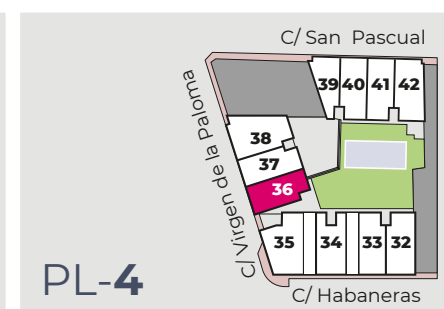 C/ San Pascual
39 40 41 42
C/ Virgen de la Paloma
38
37
36
35 34 33 32
PL-4
C/ Habaneras